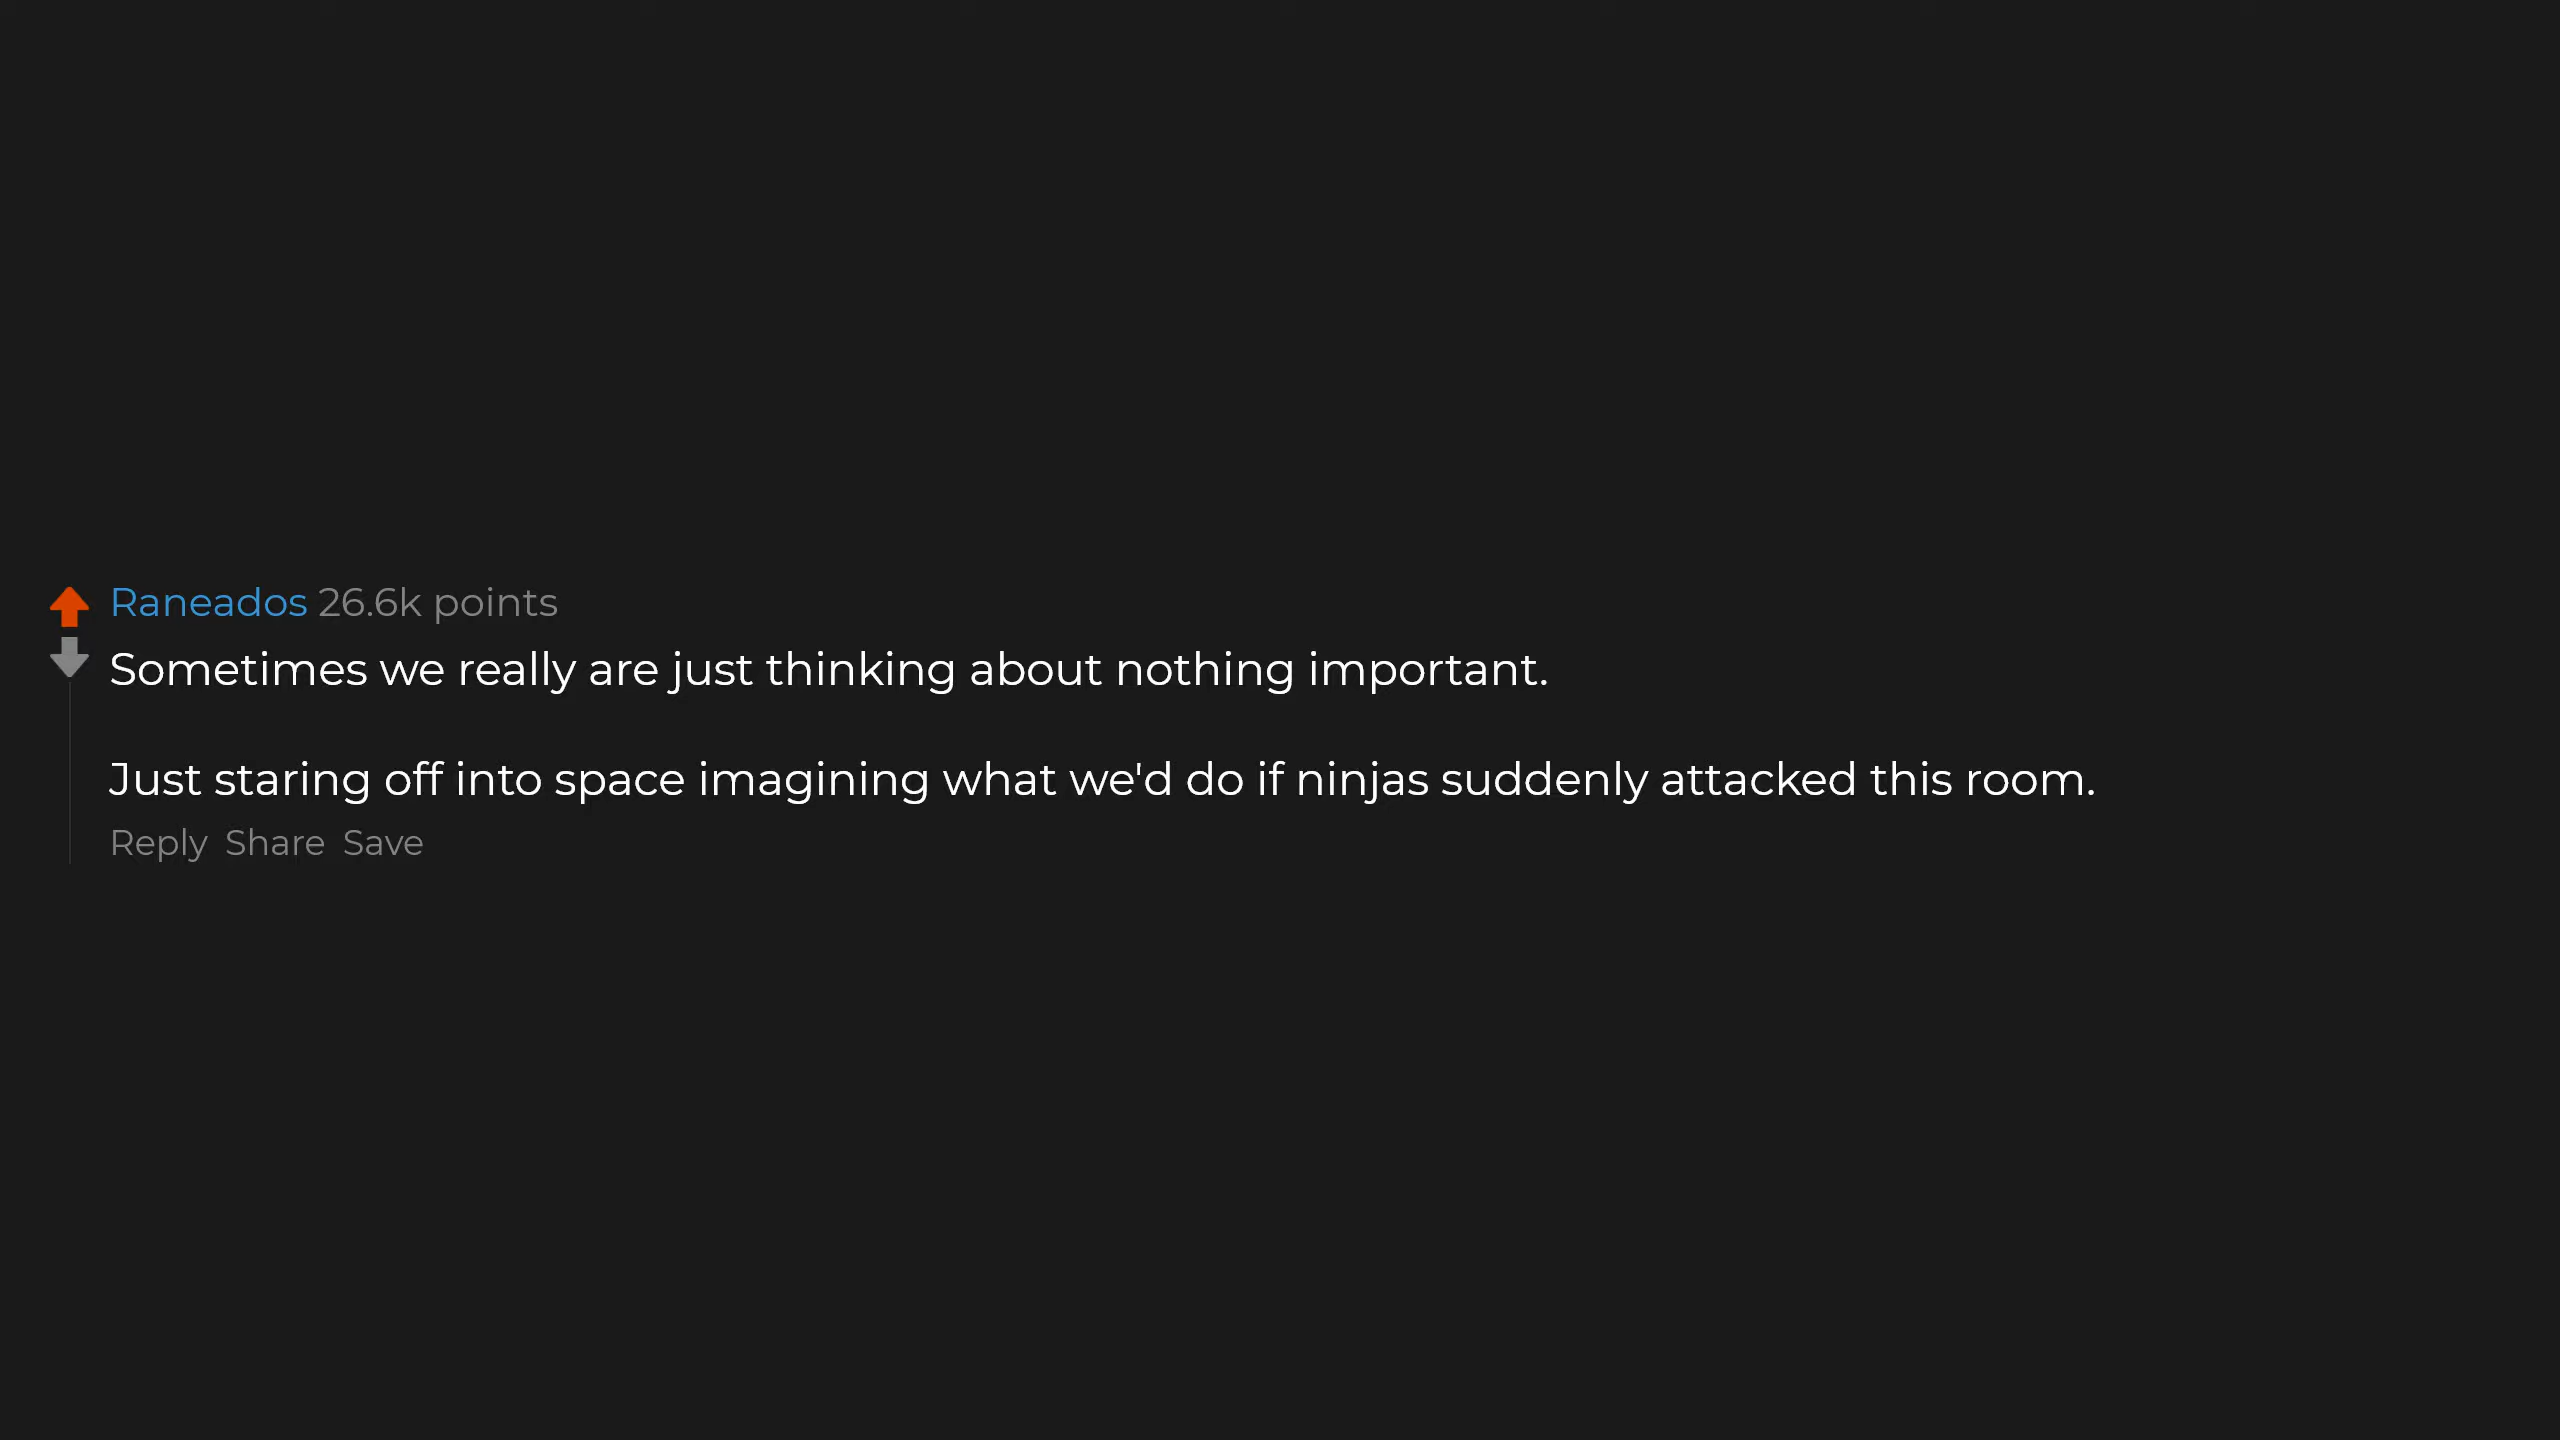 Raneados 26.6k points
Sometimes we really are just thinking about nothing important.
Just staring off into space imagining what we'd do if ninjas suddenly attacked this room.
Reply Share Save